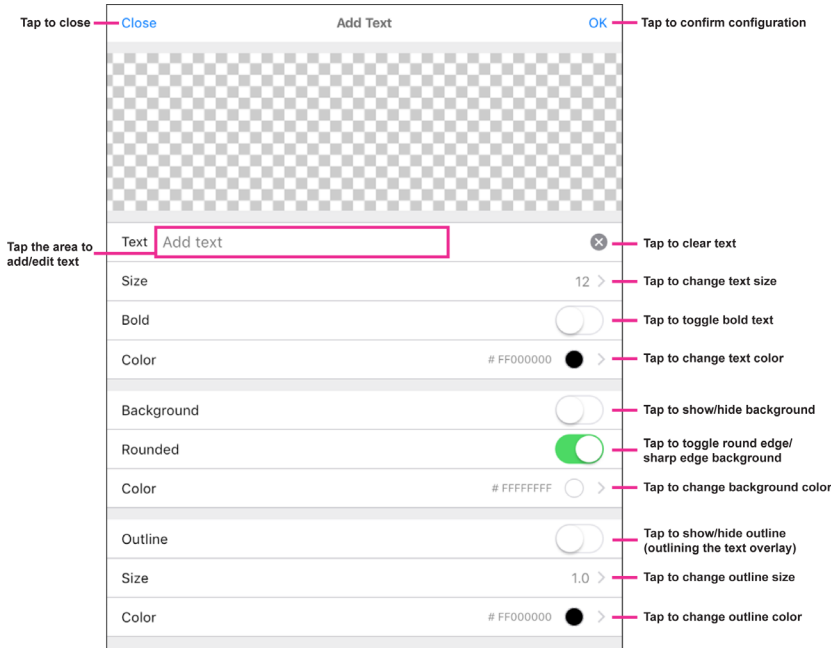 Tap to close Close Add Text OK Tap to confirm configuration
Tap the area to
add/edit text
Text Add text Tap to clear text
Size 12 Tap to change text size
Bold Tap to toggle bold text
Color # FF000000 Tap to change text color
Background Tap to show/hide background
Rounded Tap to toggle round edge/
sharp edge background
Color # FFFFFFFF Tap to change background color
Outline Tap to show/hide outline
(outlining the text overlay)
Size 1.0 Tap to change outline size
Color # FF000000 Tap to change outline color